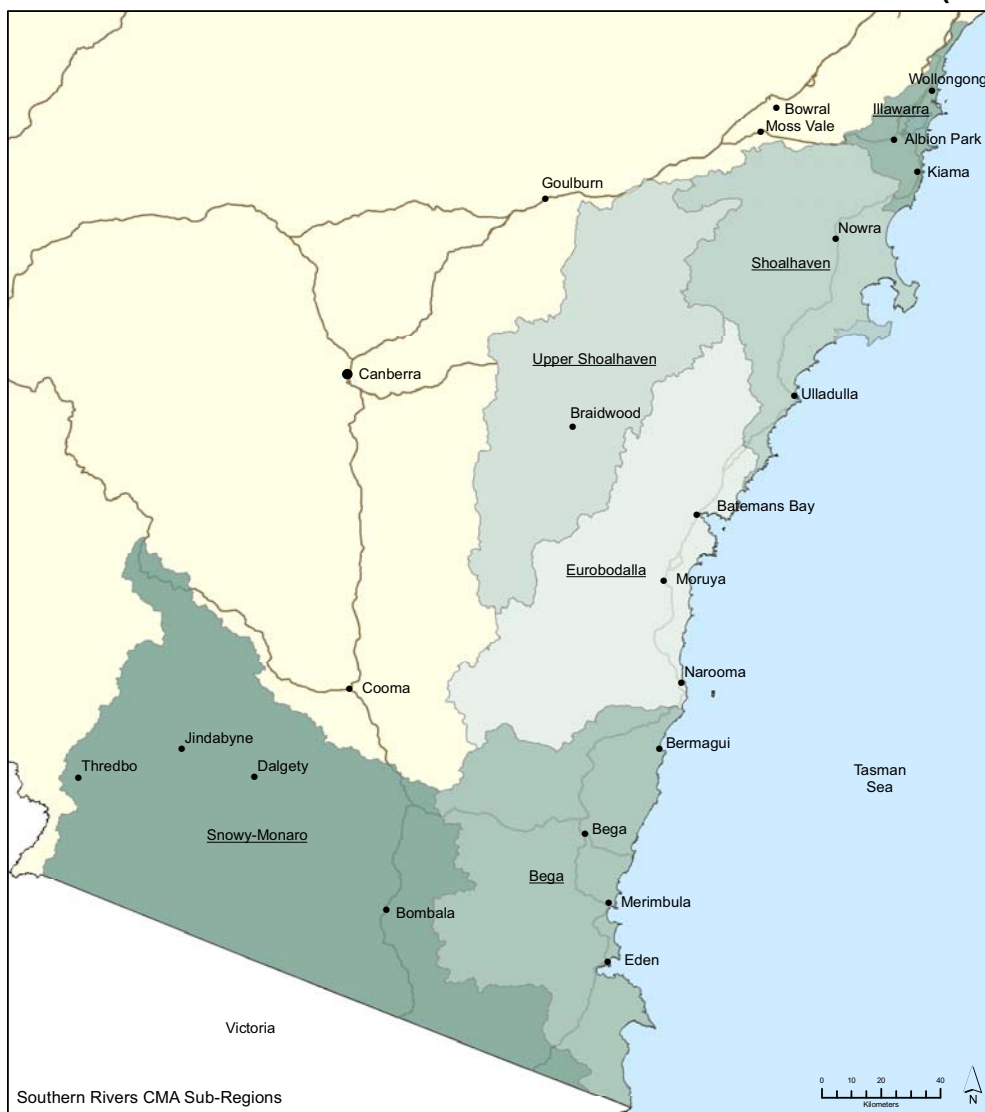 Wollongong
Bowral
Illawarra
Moss Vale
Albion Park
Kiama
Goulburn
Nowra
Shoalhaven
Upper Shoalhaven
Canberra
Ulladulla
Braidwood
Batemans Bay
Eurobodalla
Moruya
Narooma
Cooma
Jindabyne
Bermagui
Thredbo
Dalgety
Tasman
Sea
Snowy-Monaro
Bega
Bega
Merimbula
Bombala
Eden
Victoria
0 10 20 40
Kilometers
N
Southern Rivers CMA Sub-Regions